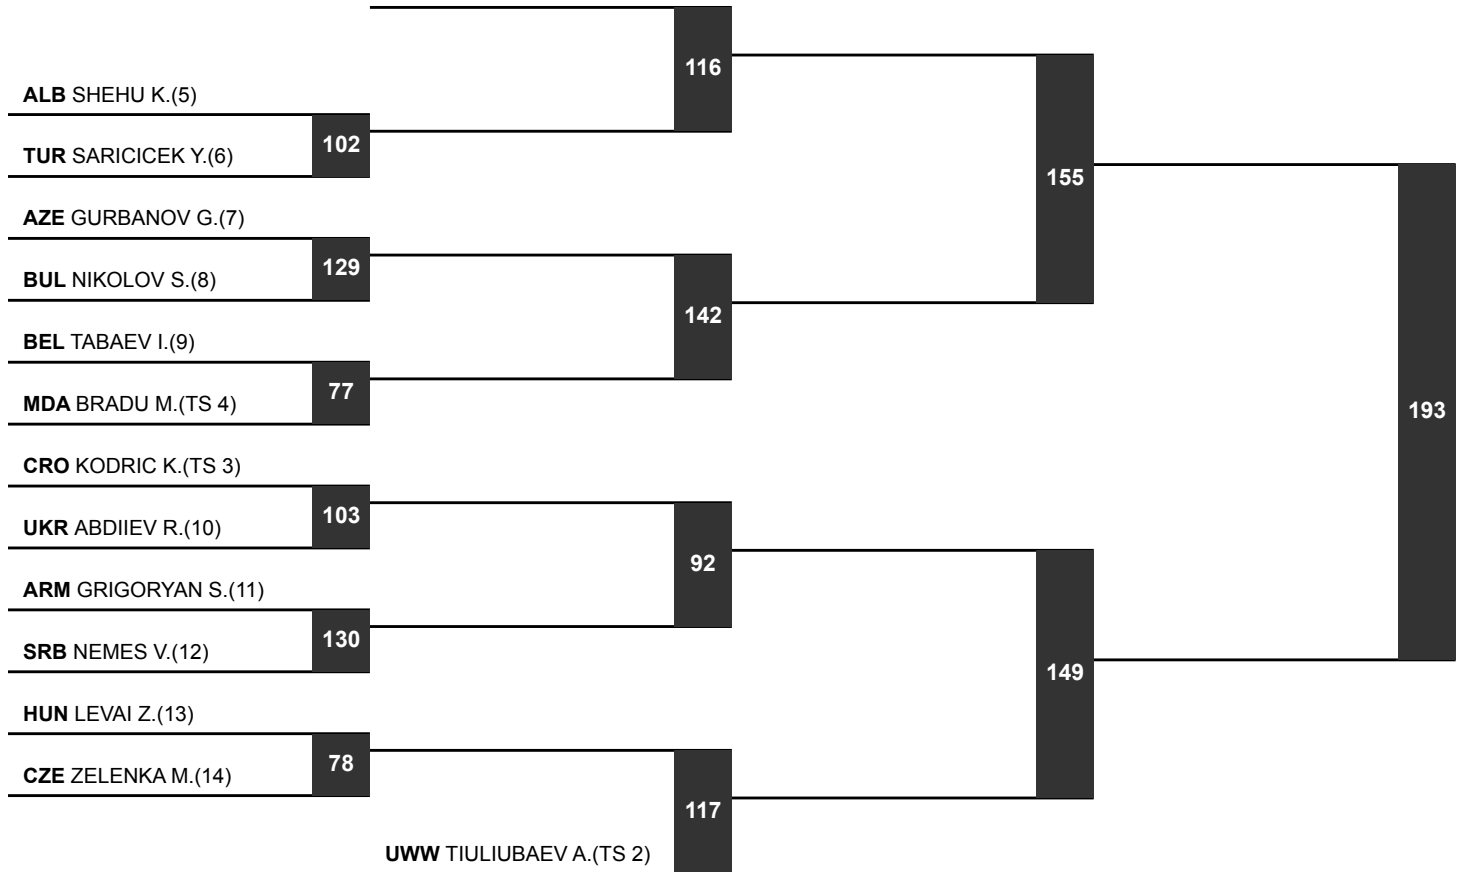 116
ALB SHEHU K.(5)
102
TUR SARICICEK Y.(6)
155
AZE GURBANOV G.(7)
129
BUL NIKOLOV S.(8)
142
BEL TABAEV I.(9)
77
MDA BRADU M.(TS 4)
193
CRO KODRIC K.(TS 3)
103
UKR ABDIIEV R.(10)
92
ARM GRIGORYAN S.(11)
130
SRB NEMES V.(12)
149
HUN LEVAI Z.(13)
78
CZE ZELENKA M.(14)
117
UWW TIULIUBAEV A.(TS 2)